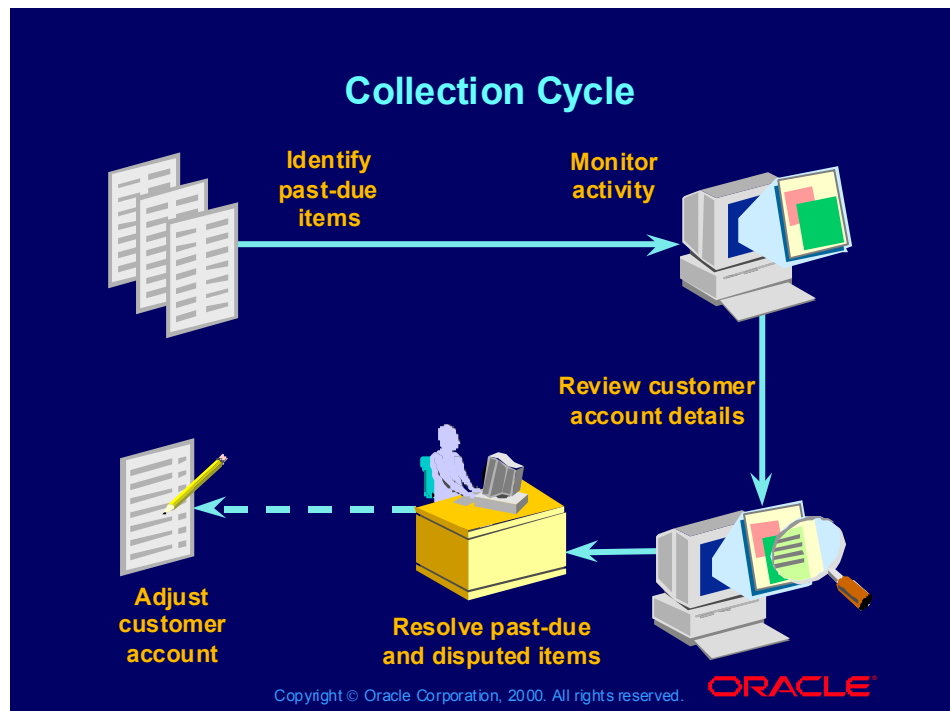 Collection Cycle
Identify
past-due
items
Monitor
activity
Review customer
account details
Adjust
customer
account
Resolve past-due
and disputed items
Copyright © Oracle Corporation, 2000. All rights reserved.
ORACLE®